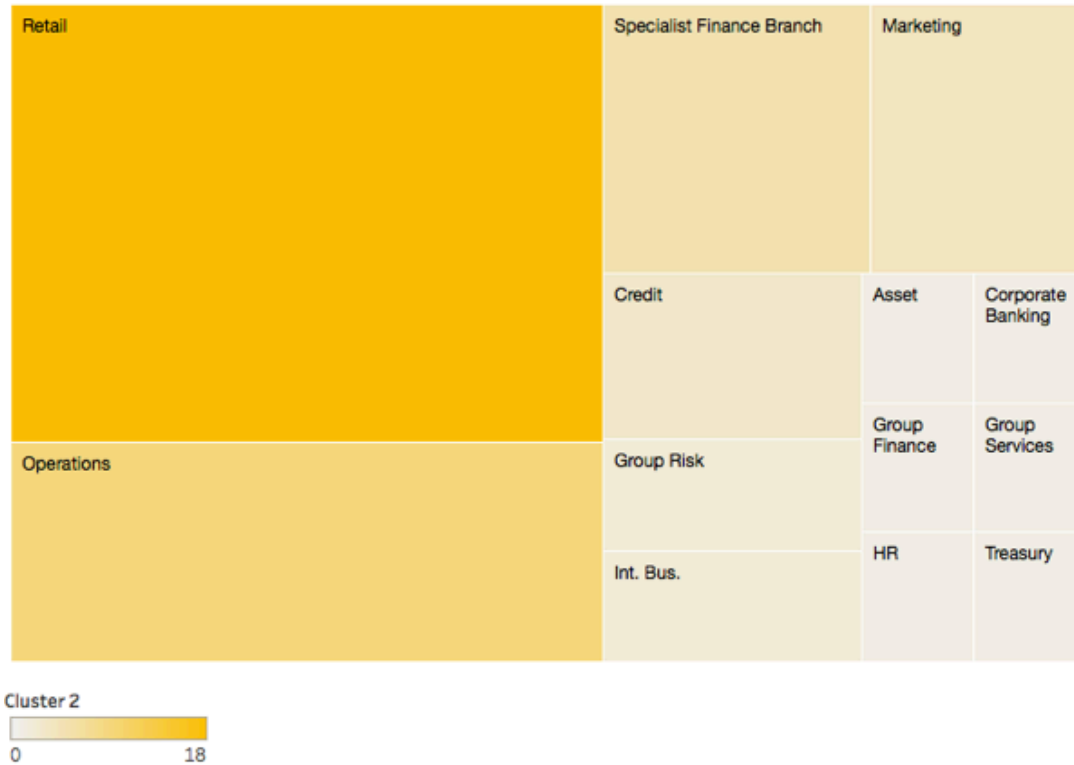 Retail
Specialist Finance Branch
Marketing
Credit
Asset
Corporate
Banking
Operations
Group Risk
Group
Finance
Group
Services
Int. Bus.
HR
Treasury
Cluster 2
0
18